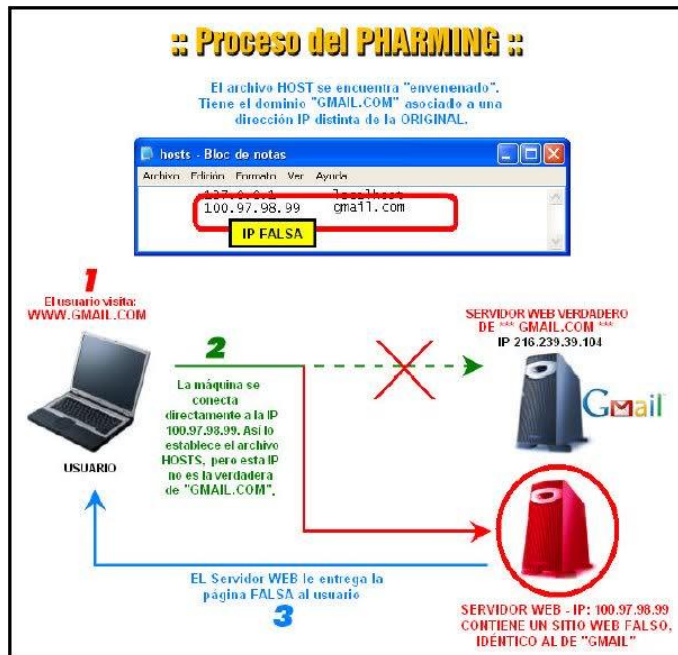 :: Proceso del PHARMING ::
El archivo HOST se encuentra "envenenado".
Tiene el dominio "GMAIL.COM" asociado a una
dirección IP distinta de la ORIGINAL.
hosts - Bloc de notas
Archivo Edición Formato Ver Ayuda
127.0.0.1 localhost
100.97.98.99 gmail.com
IP FALSA
1
El usuario visita:
WWW.GMAIL.COM
USUARIO
2
La máquina se
conecta
directamente a la IP
100.97.98.99. Así lo
establece el archivo
HOSTS, pero esta IP
no es la verdadera
de "GMAIL.COM".
SERVIDOR WEB VERDADERO
DE *** GMAIL.COM ***
IP 216.239.39.104
Gmail
EL Servidor WEB le entrega la
página FALSA al usuario
3
SERVIDOR WEB - IP: 100.97.98.99
CONTIENE UN SITIO WEB FALSO,
IDÉNTICO AL DE "GMAIL"